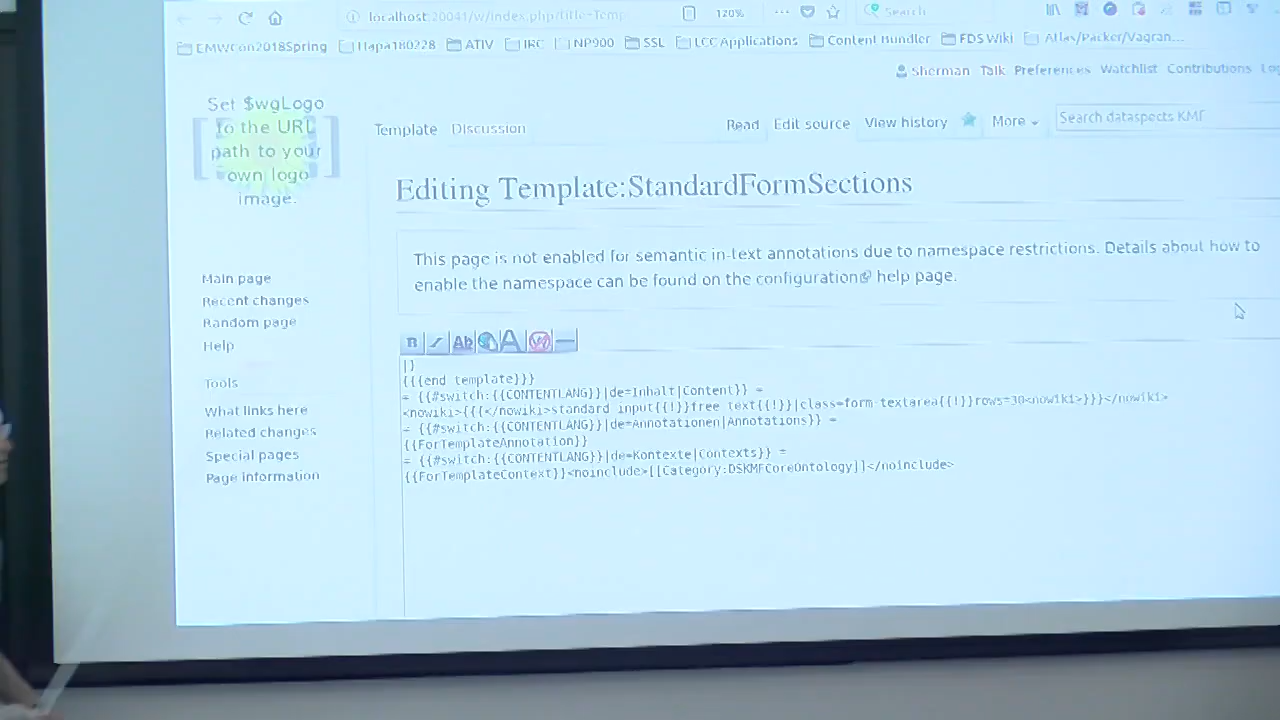 localhost:20041/w/index.php/title=Temp
120%
Search
EMWCon2018Spring
Hapa180228
ATIV
IRC
NP900
SSL
LCC Applications
Content Bundler
FDS Wiki
Atlas/Packer/Vagran...
Sherman Talk Preferences Watchlist Contributions Log
Set $wgLogo
to the URL
path to your
own logo
image.
Template Discussion
Read Edit source View history More
Search dataspects KMF
Editing Template:StandardFormSections
This page is not enabled for semantic in-text annotations due to namespace restrictions. Details about how to
enable the namespace can be found on the configuration help page.
Main page
Recent changes
Random page
Help
Tools
What links here
Related changes
Special pages
Page information
|}
{{{end template}}}
= {{#switch:{{CONTENTLANG}}|de=Inhalt|Content}} =
<nowiki>{{{</nowiki>standard input{{!}}free text{{!}}|class=form-textarea{{!}}rows=30<nowiki>}}}</nowiki>
= {{#switch:{{CONTENTLANG}}|de=Annotationen|Annotations}} =
{{ForTemplateAnnotation}}
= {{#switch:{{CONTENTLANG}}|de=Kontexte|Contexts}} =
{{ForTemplateContext}}<noinclude>[[Category:DSKMFCoreOntology]]</noinclude>